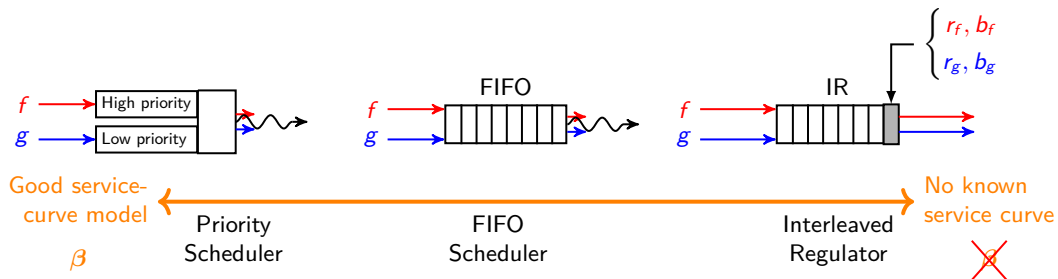 r_f, b_f
r_g, b_g
FIFO
IR
f
High priority
g
Low priority
f
g
f
g
Good service-
curve model
β
Priority
Scheduler
FIFO
Scheduler
Interleaved
Regulator
No known
service curve
β